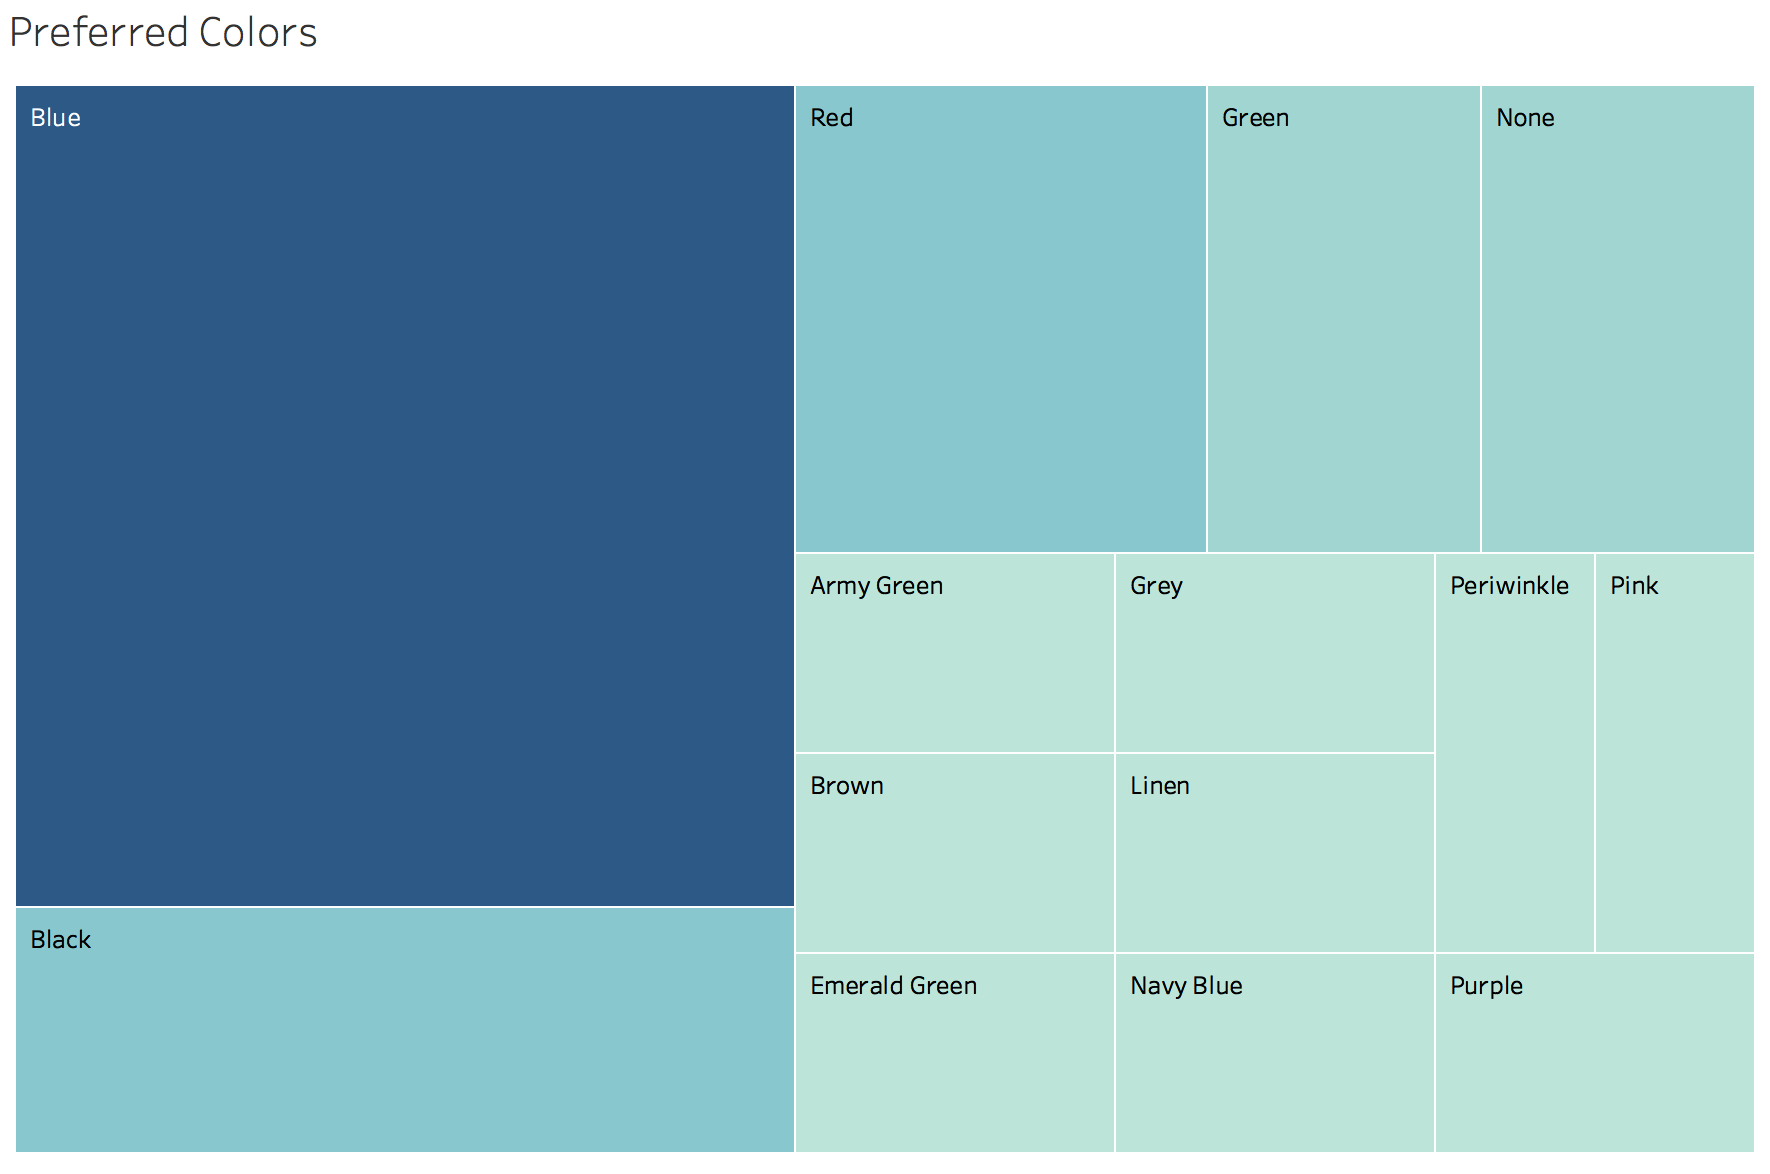 Preferred Colors
Blue
Red
Green
None
Army Green
Grey
Periwinkle
Pink
Brown
Linen
Black
Emerald Green
Navy Blue
Purple